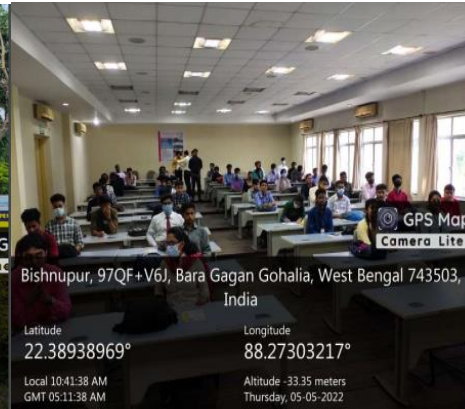 GPS Map
Camera Lite
Bishnupur, 97QF+V6J, Bara Gagan Gohalia, West Bengal 743503,
India
Latitude
Longitude
22.38938969°
88.27303217°
Local 10:41:38 AM
Altitude -33.35 meters
GMT 05:11:38 AM
Thursday, 05-05-2022